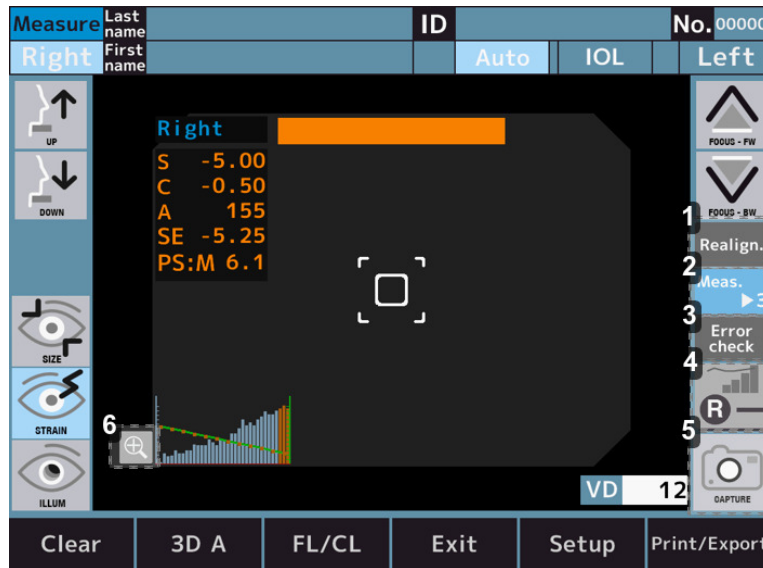 Measure Last name ID No. 00000
Right First name Auto IOL Left
UP
FOCUS - FW
DOWN
FOCUS - BW
Right
S -5.00
C -0.50
A 155
SE -5.25
PS:M 6.1
1
Realign.
2
Meas.
▶3
3
Error
check
4
R
5
SIZE
STRAIN
6
ILLUM
VD 12
CAPTURE
Clear 3D A FL/CL Exit Setup Print/Export